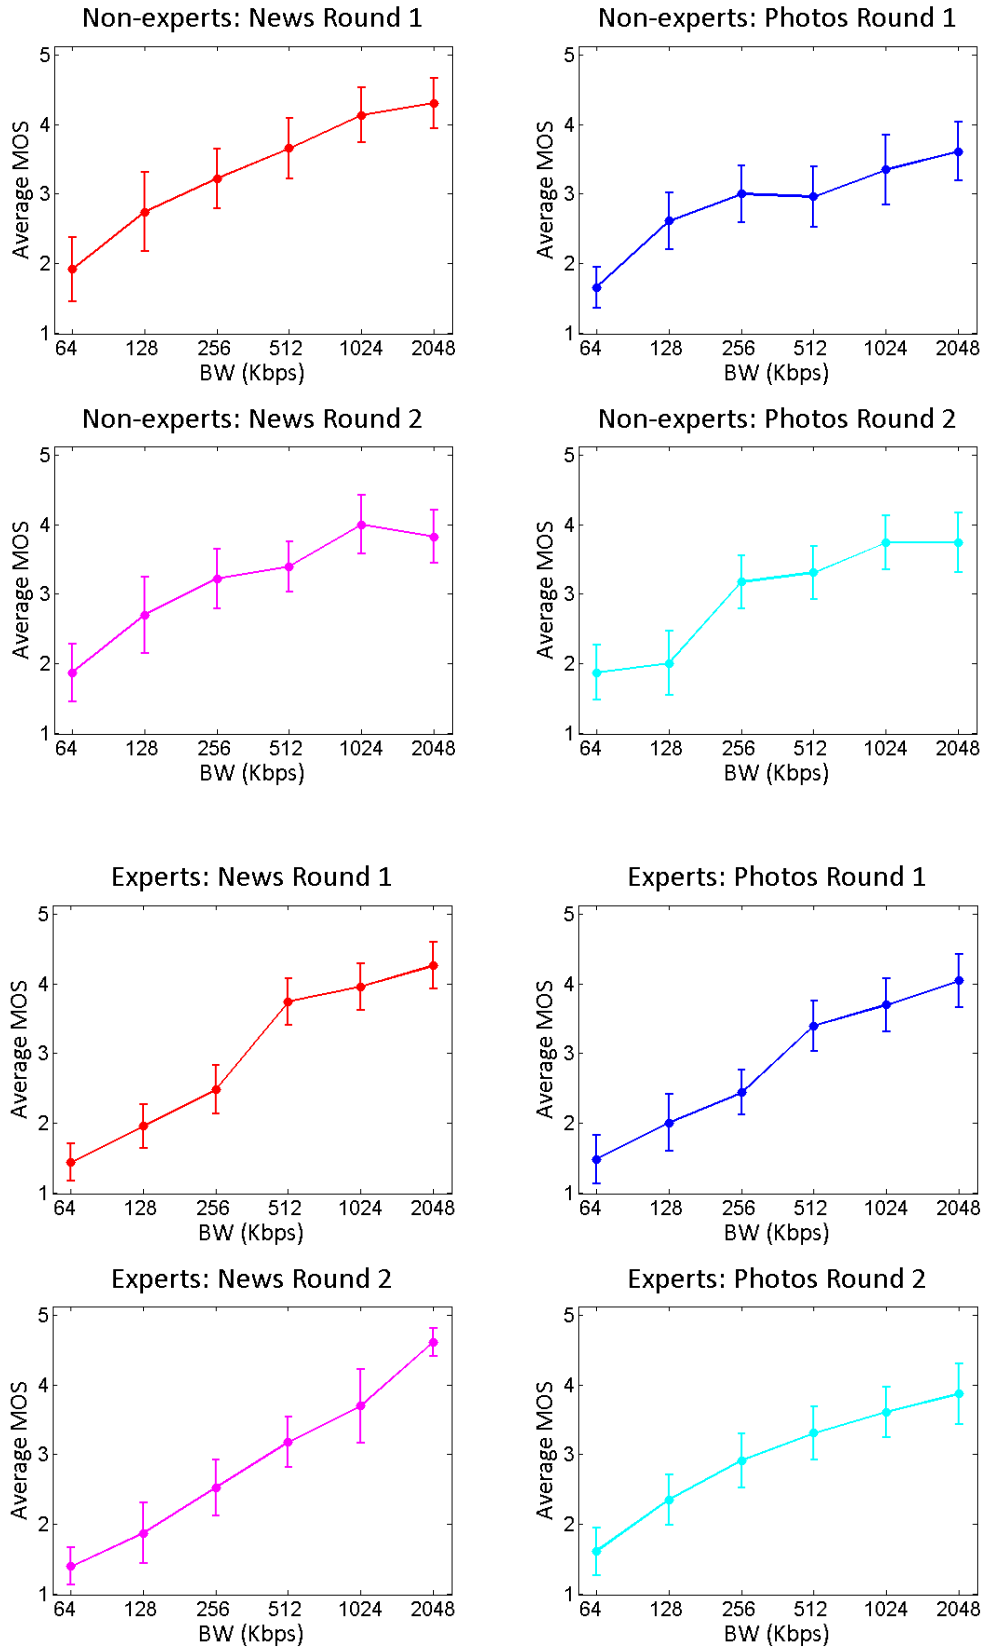 Non-experts: News Round 1
5
4
3
2
1
Average MOS
64 128 256 512 1024 2048
BW (Kbps)
Non-experts: Photos Round 1
5
4
3
2
1
Average MOS
64 128 256 512 1024 2048
BW (Kbps)
Non-experts: News Round 2
5
4
3
2
1
Average MOS
64 128 256 512 1024 2048
BW (Kbps)
Non-experts: Photos Round 2
5
4
3
2
1
Average MOS
64 128 256 512 1024 2048
BW (Kbps)
Experts: News Round 1
5
4
3
2
1
Average MOS
64 128 256 512 1024 2048
BW (Kbps)
Experts: Photos Round 1
5
4
3
2
1
Average MOS
64 128 256 512 1024 2048
BW (Kbps)
Experts: News Round 2
5
4
3
2
1
Average MOS
64 128 256 512 1024 2048
BW (Kbps)
Experts: Photos Round 2
5
4
3
2
1
Average MOS
64 128 256 512 1024 2048
BW (Kbps)